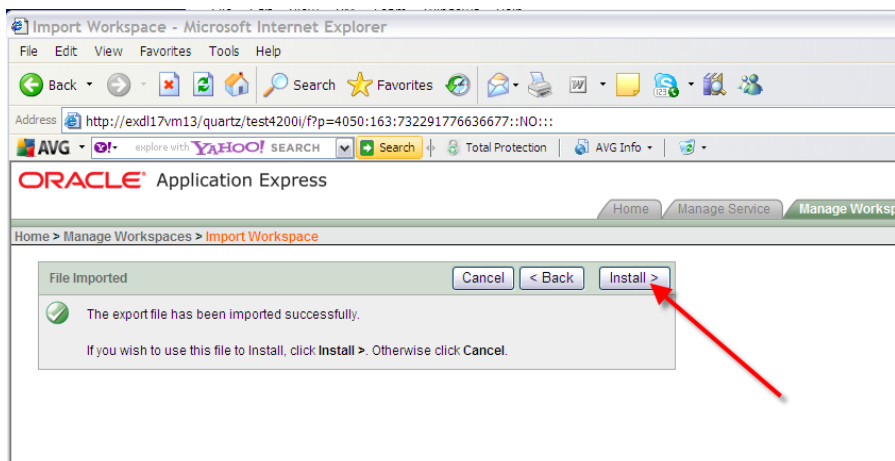 Import Workspace - Microsoft Internet Explorer
File Edit View Favorites Tools Help
Back Search Favorites
Address http://exdl17vm13/quartz/test4200i/f?p=4050:163:732291776636677::NO:::
AVG Y! explore with YAHOO! SEARCH Search Total Protection AVG Info
ORACLE Application Express
Home Manage Service Manage Worksp
Home > Manage Workspaces > Import Workspace
File Imported Cancel < Back Install >
The export file has been imported successfully.
If you wish to use this file to Install, click Install >. Otherwise click Cancel.